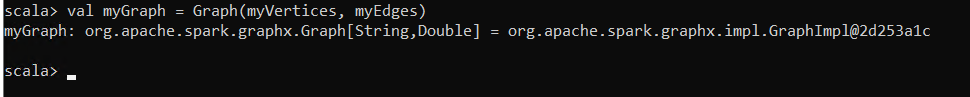 scala> val myGraph = Graph(myVertices, myEdges)
myGraph: org.apache.spark.graphx.Graph[String,Double] = org.apache.spark.graphx.impl.GraphImpl@2d253a1c
scala>